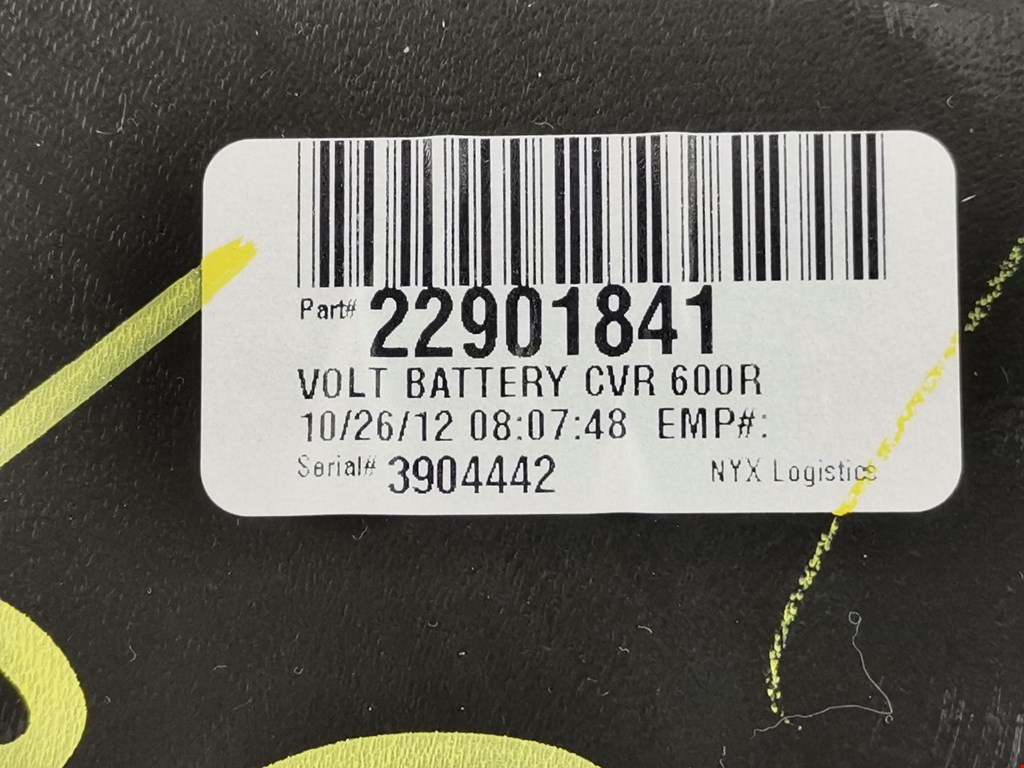 Part# 22901841
VOLT BATTERY CVR 600R
10/26/12 08:07:48 EMP#:
Serial# 3904442 NYX Logistics